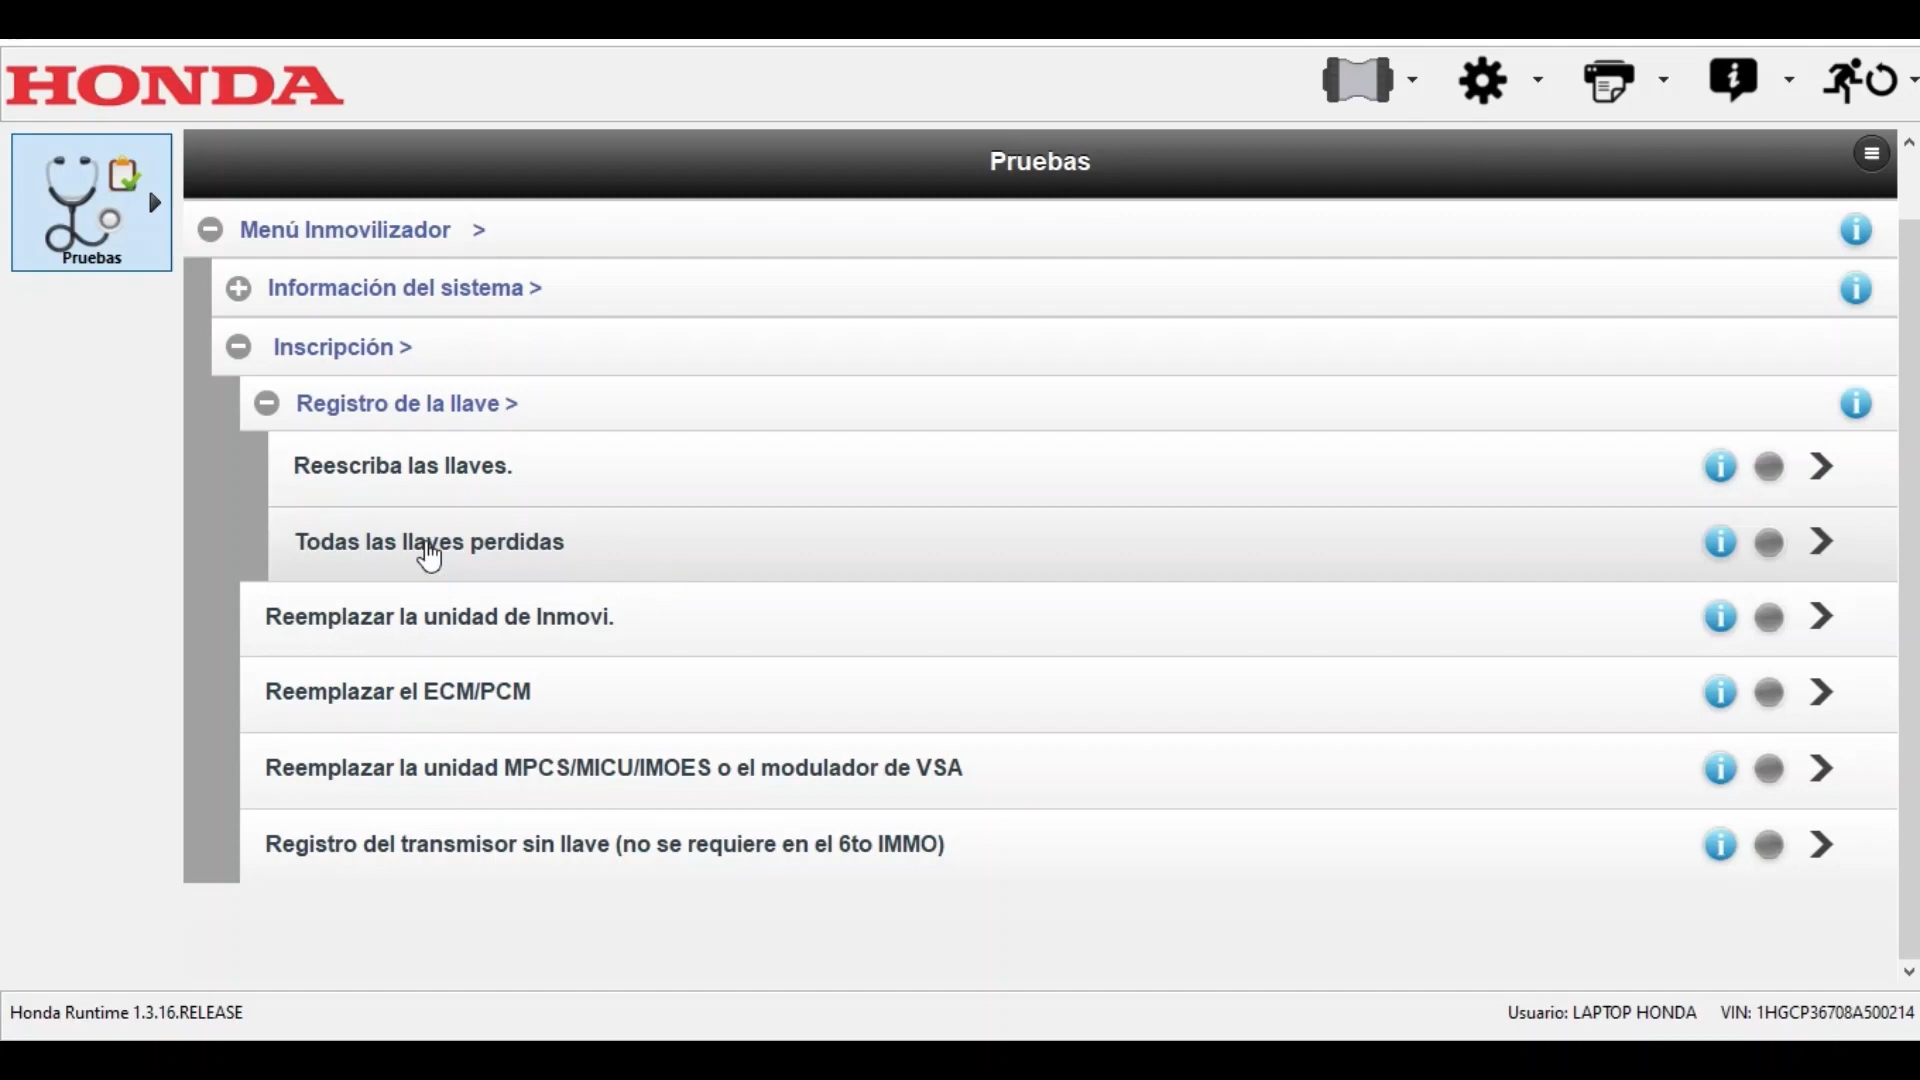 HONDA
Pruebas
Pruebas
Menú Inmovilizador >
Información del sistema >
Inscripción >
Registro de la llave >
Reescriba las llaves.
Todas las llaves perdidas
Reemplazar la unidad de Inmovi.
Reemplazar el ECM/PCM
Reemplazar la unidad MPCS/MICU/IMOES o el modulador de VSA
Registro del transmisor sin llave (no se requiere en el 6to IMMO)
Honda Runtime 1.3.16.RELEASE
Usuario: LAPTOP HONDA VIN: 1HGCP36708A500214